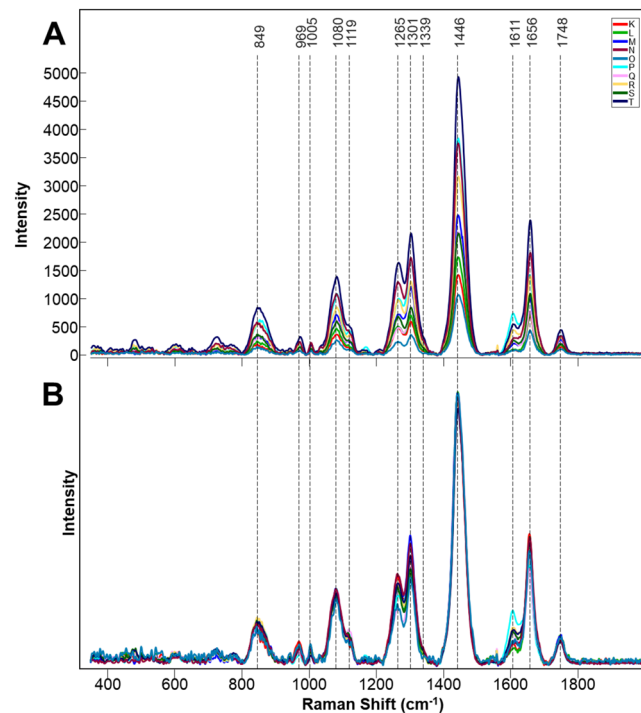 A
849
969
1005
1080
1119
1265
1301
1339
1446
1611
1656
1748
K
L
M
N
O
P
Q
R
S
T
5000
4500
4000
3500
3000
2500
2000
1500
1000
500
0
Intensity
B
Intensity
400
600
800
1000
1200
1400
1600
1800
Raman Shift (cm-1)